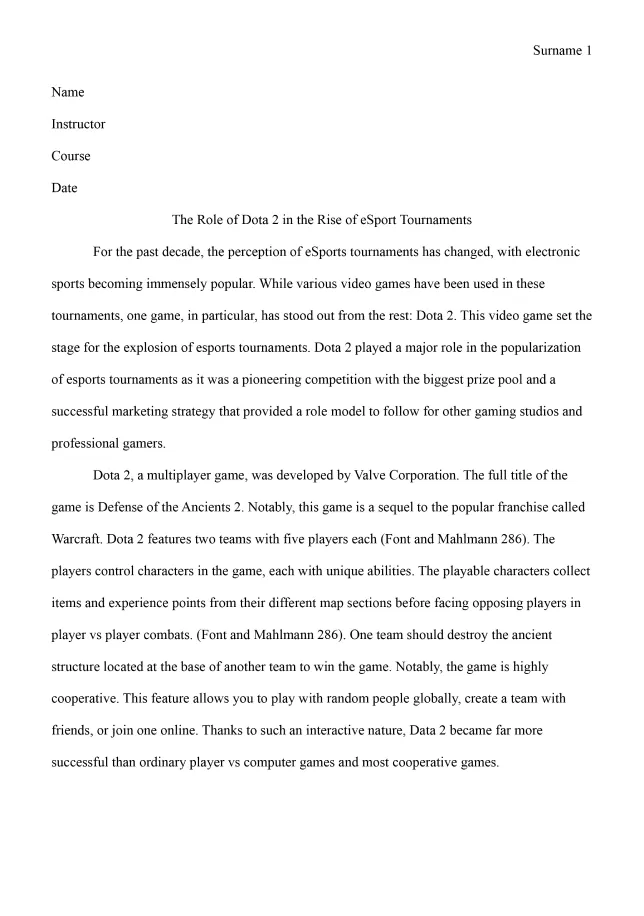 Surname 1
Name
Instructor
Course
Date
The Role of Dota 2 in the Rise of eSport Tournaments
For the past decade, the perception of eSports tournaments has changed, with electronic
sports becoming immensely popular. While various video games have been used in these
tournaments, one game, in particular, has stood out from the rest: Dota 2. This video game set the
stage for the explosion of esports tournaments. Dota 2 played a major role in the popularization
of esports tournaments as it was a pioneering competition with the biggest prize pool and a
successful marketing strategy that provided a role model to follow for other gaming studios and
professional gamers.
Dota 2, a multiplayer game, was developed by Valve Corporation. The full title of the
game is Defense of the Ancients 2. Notably, this game is a sequel to the popular franchise called
Warcraft. Dota 2 features two teams with five players each (Font and Mahlmann 286). The
players control characters in the game, each with unique abilities. The playable characters collect
items and experience points from their different map sections before facing opposing players in
player vs player combats. (Font and Mahlmann 286). One team should destroy the ancient
structure located at the base of another team to win the game. Notably, the game is highly
cooperative. This feature allows you to play with random people globally, create a team with
friends, or join one online. Thanks to such an interactive nature, Data 2 became far more
successful than ordinary player vs computer games and most cooperative games.